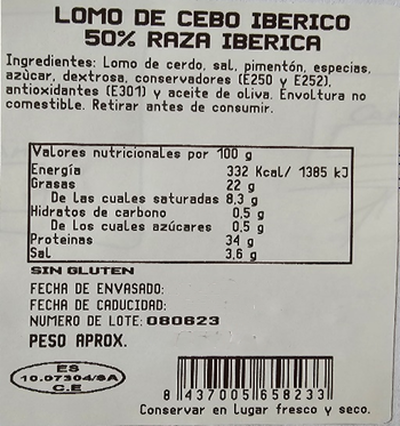 LOMO DE CEBO IBERICO
50% RAZA IBERICA
Ingredientes: Lomo de cerdo, sal, pimentón, especias,
azùcar, dextrosa, conservadores (E250 y E252),
antioxidantes (E301) y aceite de oliva. Envoltura no
comestible. Retirar antes de consumir.
Valores nutricionales por 100 g
Energía 332 Kcal/ 1385 kJ
Grasas 22 g
De las cuales saturadas 8,3 g
Hidratos de carbono 0,5 g
De los cuales azúcares 0,5 g
Proteinas 34 g
Sal 3,6 g
SIN GLUTEN
FECHA DE ENVASADO:
FECHA DE CADUCIDAD:
NUMERO DE LOTE: 080623
PESO APROX.
ES
10.07304/SA
C.E
8 437005 658233
Conservar en lugar fresco y seco.